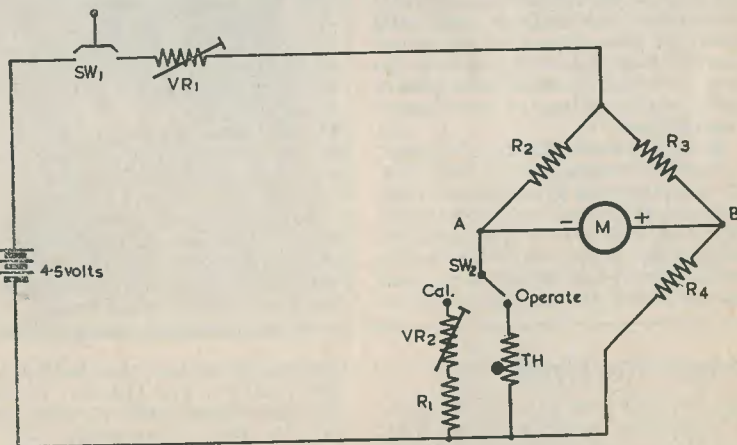 SW1
VR1
R2
R3
A
- M +
B
SW2
4·5volts
Cal.
Operate
R4
VR2
TH
R1